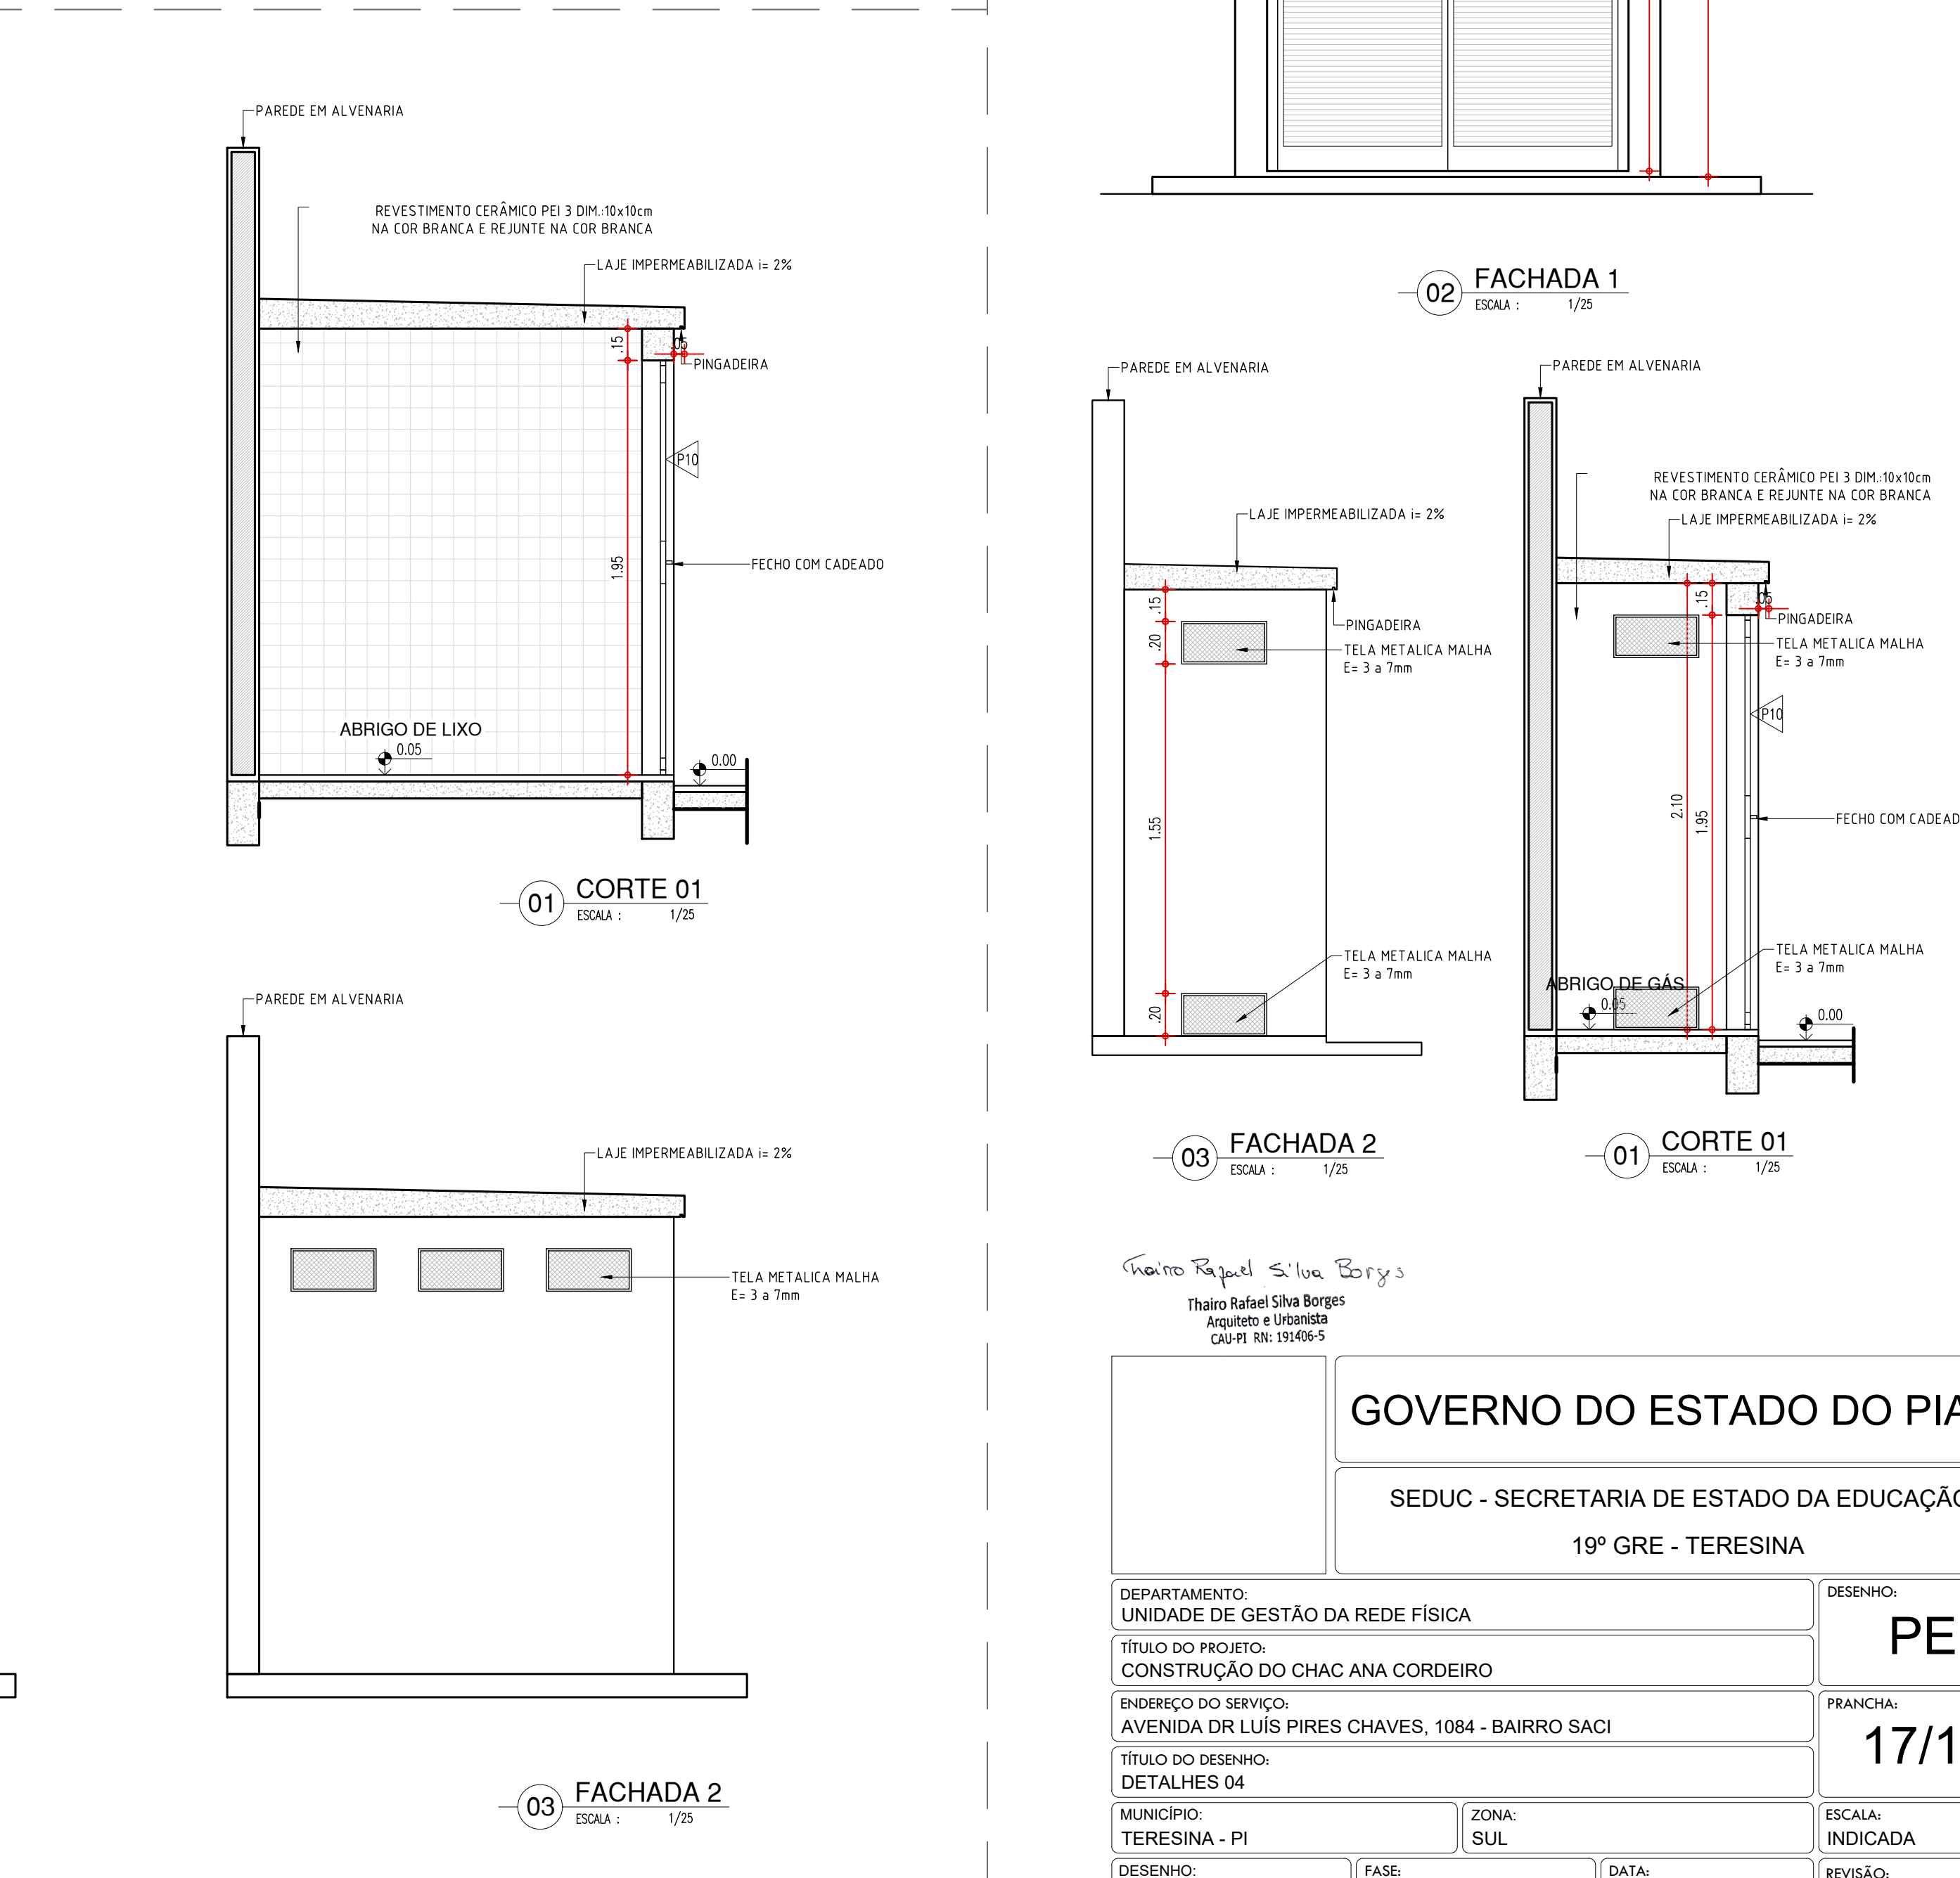 PAREDE EM ALVENARIA
REVESTIMENTO CERÂMICO PEI 3 DIM.:10x10cm
NA COR BRANCA E REJUNTE NA COR BRANCA
LAJE IMPERMEABILIZADA i= 2%
.15
.05
PINGADEIRA
P10
1.95
FECHO COM CADEADO
ABRIGO DE LIXO
0.05
0.00
01
CORTE 01
ESCALA :
1/25
PAREDE EM ALVENARIA
LAJE IMPERMEABILIZADA i= 2%
TELA METALICA MALHA
E= 3 a 7mm
03
FACHADA 2
ESCALA :
1/25
02
FACHADA 1
ESCALA :
1/25
PAREDE EM ALVENARIA
LAJE IMPERMEABILIZADA i= 2%
.15
PINGADEIRA
.20
TELA METALICA MALHA
E= 3 a 7mm
1.55
TELA METALICA MALHA
E= 3 a 7mm
.20
03
FACHADA 2
ESCALA :
1/25
PAREDE EM ALVENARIA
REVESTIMENTO CERÂMICO PEI 3 DIM.:10x10cm
NA COR BRANCA E REJUNTE NA COR BRANCA
LAJE IMPERMEABILIZADA i= 2%
.15
.05
PINGADEIRA
TELA METALICA MALHA
E= 3 a 7mm
P10
2.10
1.95
FECHO COM CADEAD
TELA METALICA MALHA
E= 3 a 7mm
ABRIGO DE GÁS
0.05
0.00
01
CORTE 01
ESCALA :
1/25
Thairo Rafael Silva Borges
Thairo Rafael Silva Borges
Arquiteto e Urbanista
CAU-PI RN: 191406-5
GOVERNO DO ESTADO DO PIA
SEDUC - SECRETARIA DE ESTADO DA EDUCAÇÃO
19º GRE - TERESINA
DEPARTAMENTO:
UNIDADE DE GESTÃO DA REDE FÍSICA
DESENHO:
PE
TÍTULO DO PROJETO:
CONSTRUÇÃO DO CHAC ANA CORDEIRO
ENDEREÇO DO SERVIÇO:
AVENIDA DR LUÍS PIRES CHAVES, 1084 - BAIRRO SACI
PRANCHA:
17/1
TÍTULO DO DESENHO:
DETALHES 04
MUNICÍPIO:
TERESINA - PI
ZONA:
SUL
ESCALA:
INDICADA
DESENHO:
FASE:
DATA:
REVISÃO: